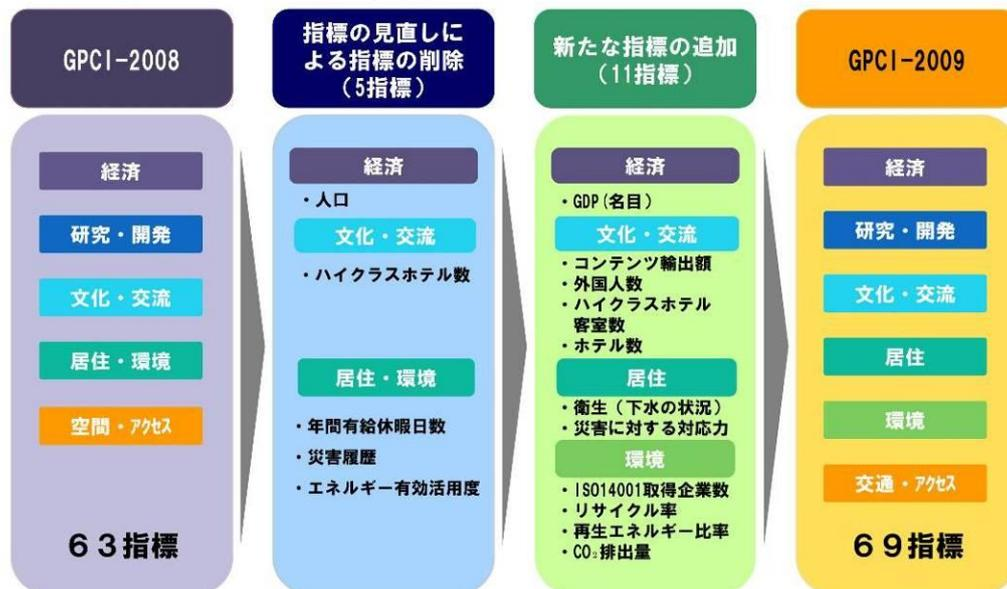 GPCI-2008
経済
研究・開発
文化・交流
居住・環境
空間・アクセス
63指標
指標の見直しに
よる指標の削除
(5指標)
経済
・人口
文化・交流
・ハイクラスホテル数
居住・環境
・年間有給休暇日数
・災害履歴
・エネルギー有効活用度
新たな指標の追加
(11指標)
経済
・GDP(名目)
文化・交流
・コンテンツ輸出額
・外国人数
・ハイクラスホテル
客室数
・ホテル数
居住
・衛生(下水の状況)
・災害に対する対応力
環境
・ISO14001取得企業数
・リサイクル率
・再生エネルギー比率
・CO₂排出量
GPCI-2009
経済
研究・開発
文化・交流
居住
環境
交通・アクセス
69指標